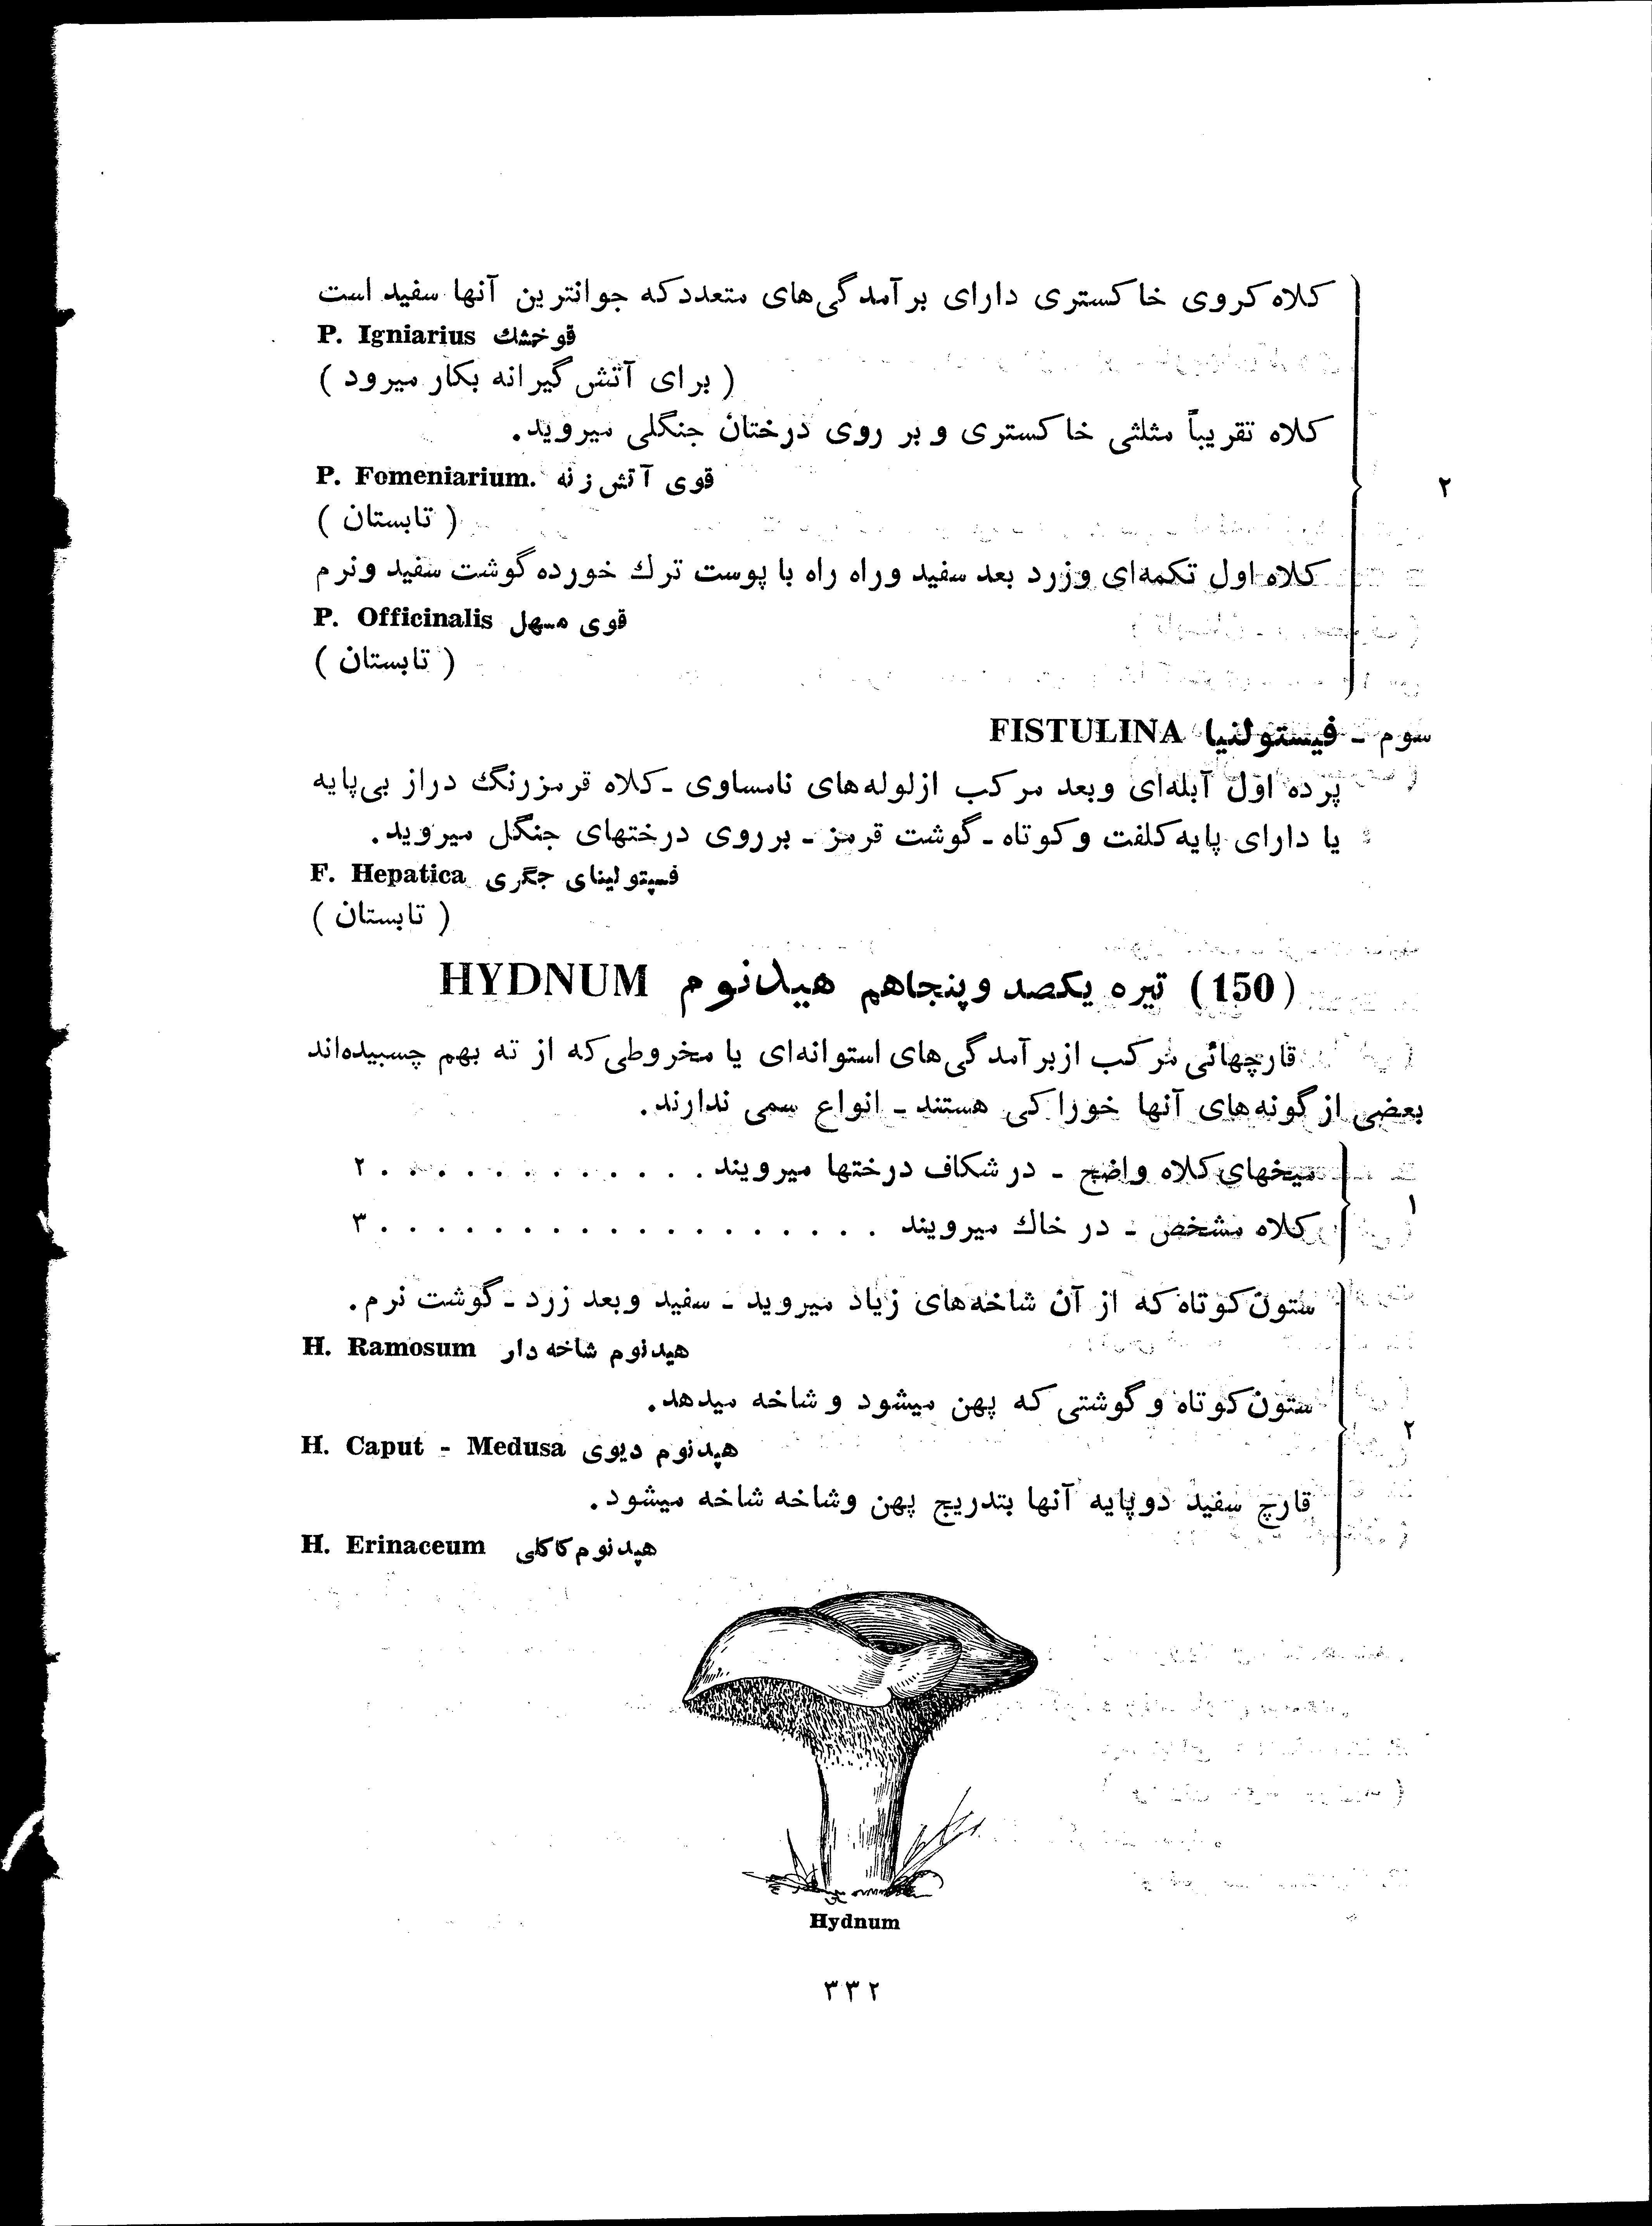 کلاه کروی خاکستری دارای برآمدگی‌های متعدد که جوانترین آنها سفید است
قوخشك P. Igniarius
( برای آتش گیرانه بکار میرود )
کلاه تقریباً مثلثی خاکستری و بر روی درختان جنگلی میروید.
۲
قوی آتش زنه P. Fomeniarium.
( تابستان )
کلاه اول تکمه‌ای وزرد بعد سفید وراه راه با پوست ترك خورده گوشت سفید ونرم
قوی مسهل P. Officinalis
( تابستان )
سوم ـ فیستولنیا FISTULINA
پرده اول آبله‌ای وبعد مرکب ازلوله‌های نامساوی ـ کلاه قرمزرنگ دراز بی‌پایه
یا دارای پایه کلفت و کوتاه ـ گوشت قرمز ـ برروی درختهای جنگل میروید.
فسپتولینای جگری F. Hepatica
( تابستان )
(150) تیره یکصد وپنجاهم هیدنوم HYDNUM
قارچهائی مرکب ازبرآمدگی‌های استوانه‌ای یا مخروطی که از ته بهم چسبیده‌اند
بعضی از گونه‌های آنها خوراکی هستند ـ انواع سمی ندارند.
میخهای کلاه واضح ـ در شکاف درختها میرویند . . . . . . . . . . . . ۲
۱
کلاه مشخص ـ در خاك میرویند . . . . . . . . . . . . . . . . . . ۳
ستون کوتاه که از آن شاخه‌های زیاد میروید ـ سفید وبعد زرد ـ گوشت نرم.
هیدنوم شاخه دار H. Ramosum
ستون کوتاه و گوشتی که پهن میشود و شاخه میدهد.
۲
هیدنوم دیوی H. Caput - Medusa
قارچ سفید دوپایه آنها بتدریج پهن وشاخه شاخه میشود.
هیدنوم کاکلی H. Erinaceum
Hydnum
۳۳۲